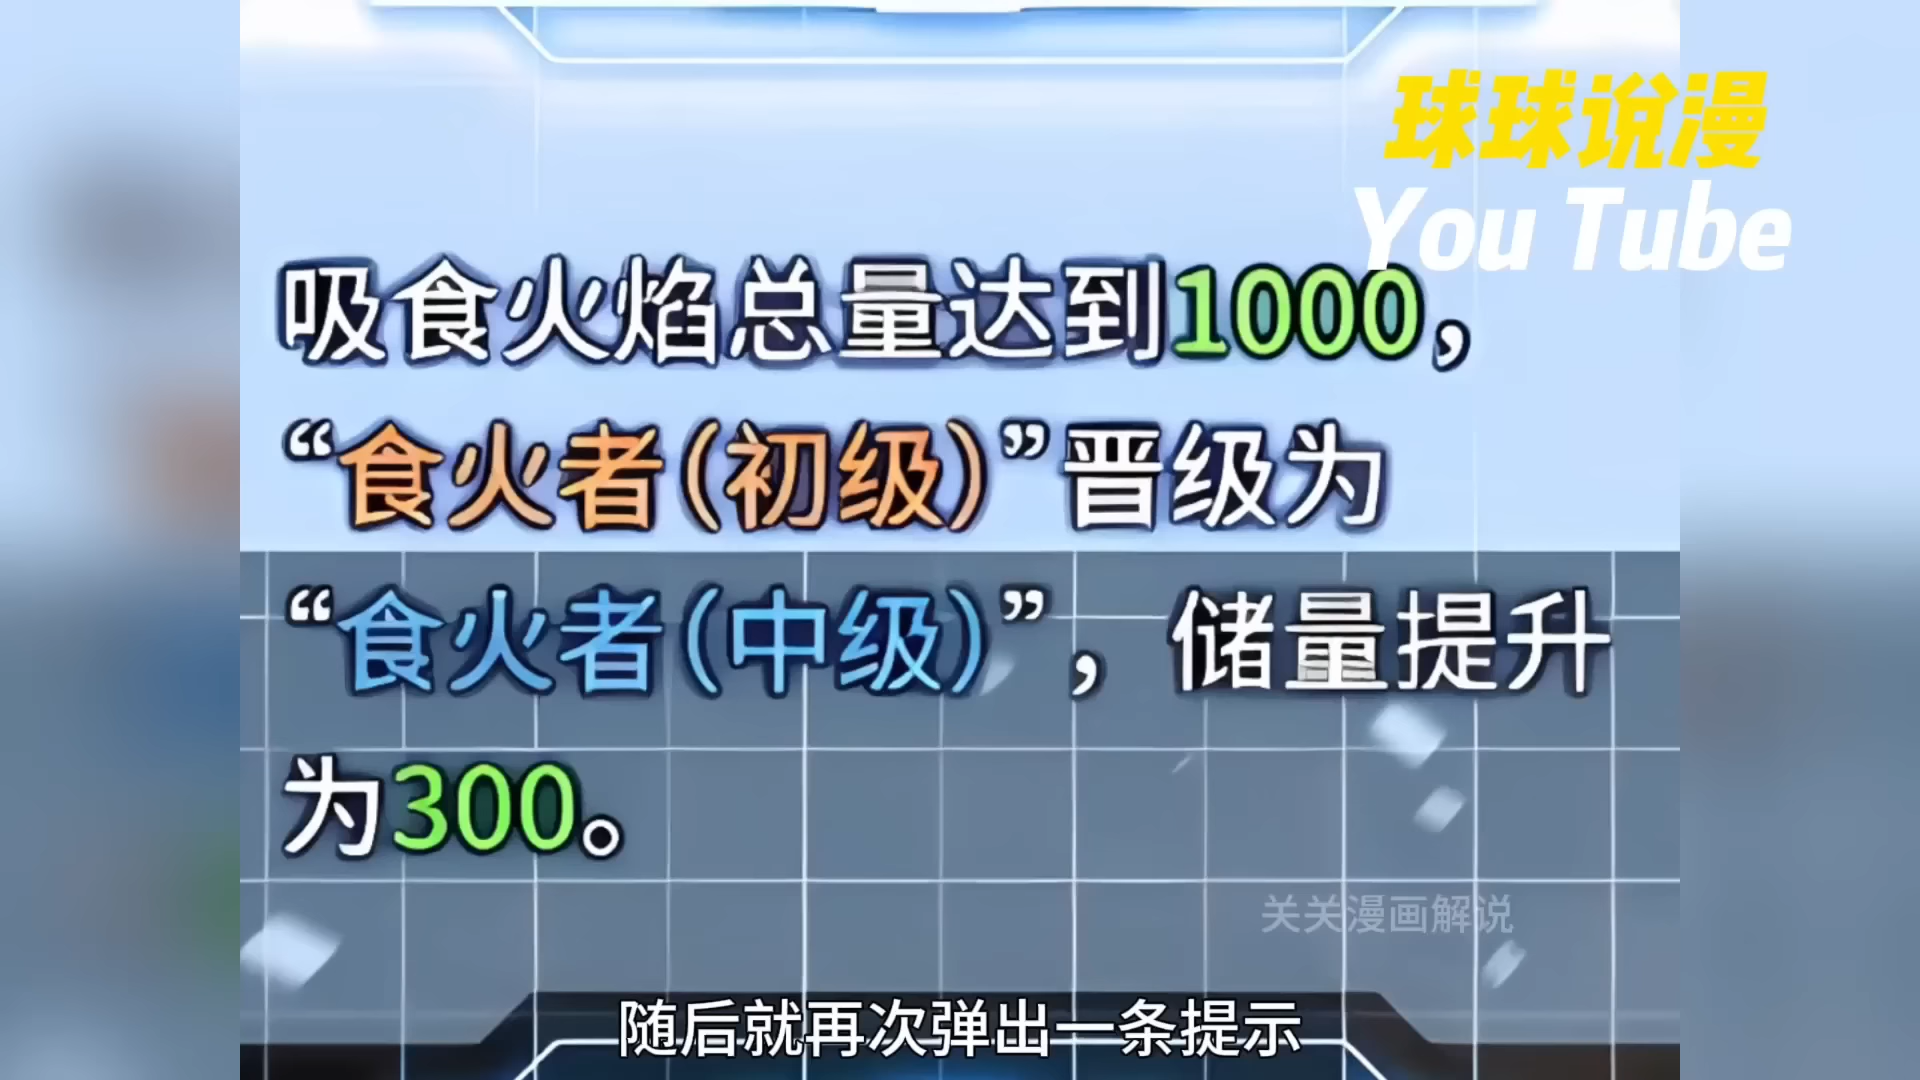 球球说漫
You Tube
吸食火焰总量达到1000，
“食火者（初级）”晋级为
“食火者（中级）”，储量提升
为300。
关关漫画解说
随后就再次弹出一条提示